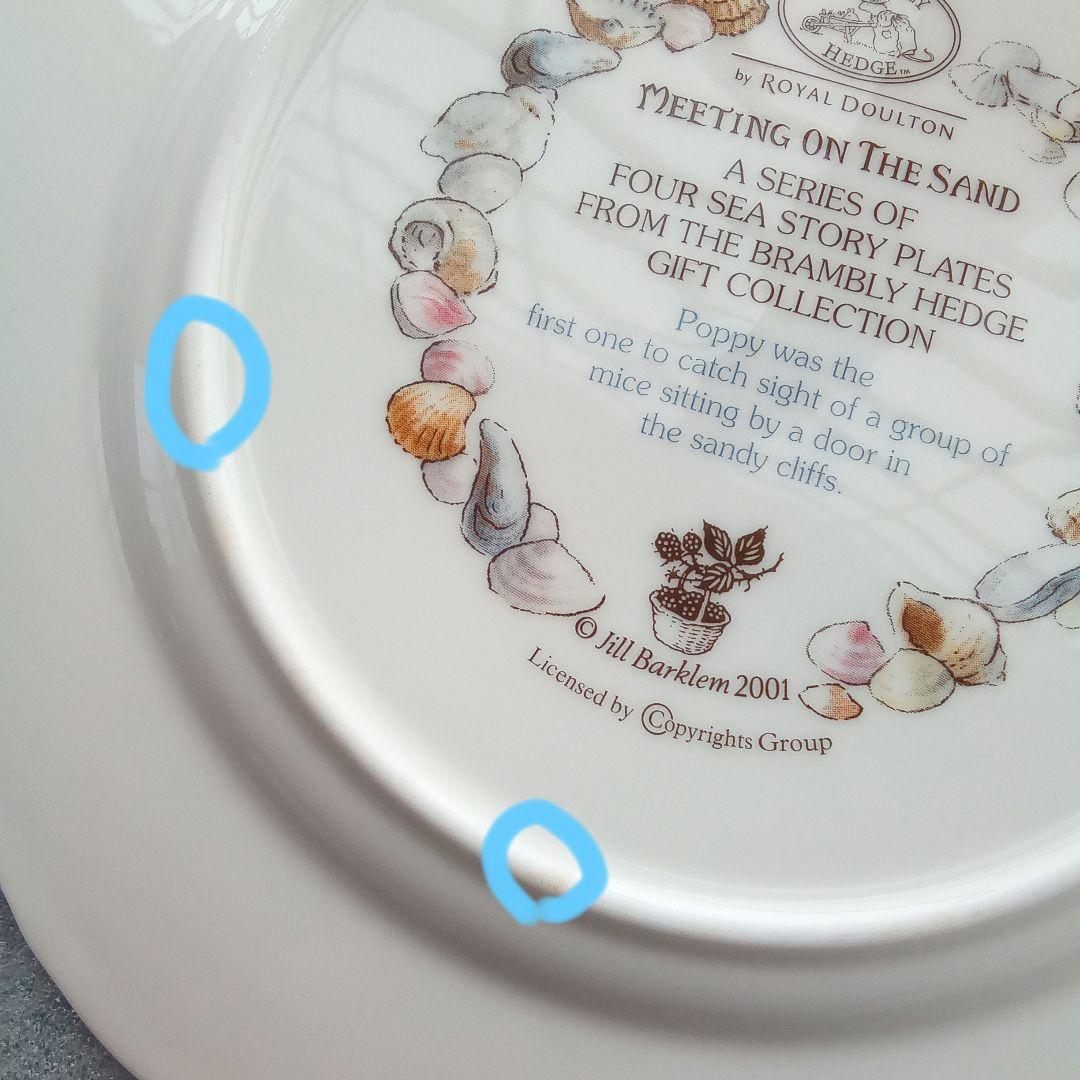 HEDGE™
by ROYAL DOULTON
MEETING ON THE SAND
A SERIES OF
FOUR SEA STORY PLATES
FROM THE BRAMBLY HEDGE
GIFT COLLECTION
Poppy was the
first one to catch sight of a group of
mice sitting by a door in
the sandy cliffs.
© Jill Barklem 2001
Licensed by ©opyrights Group